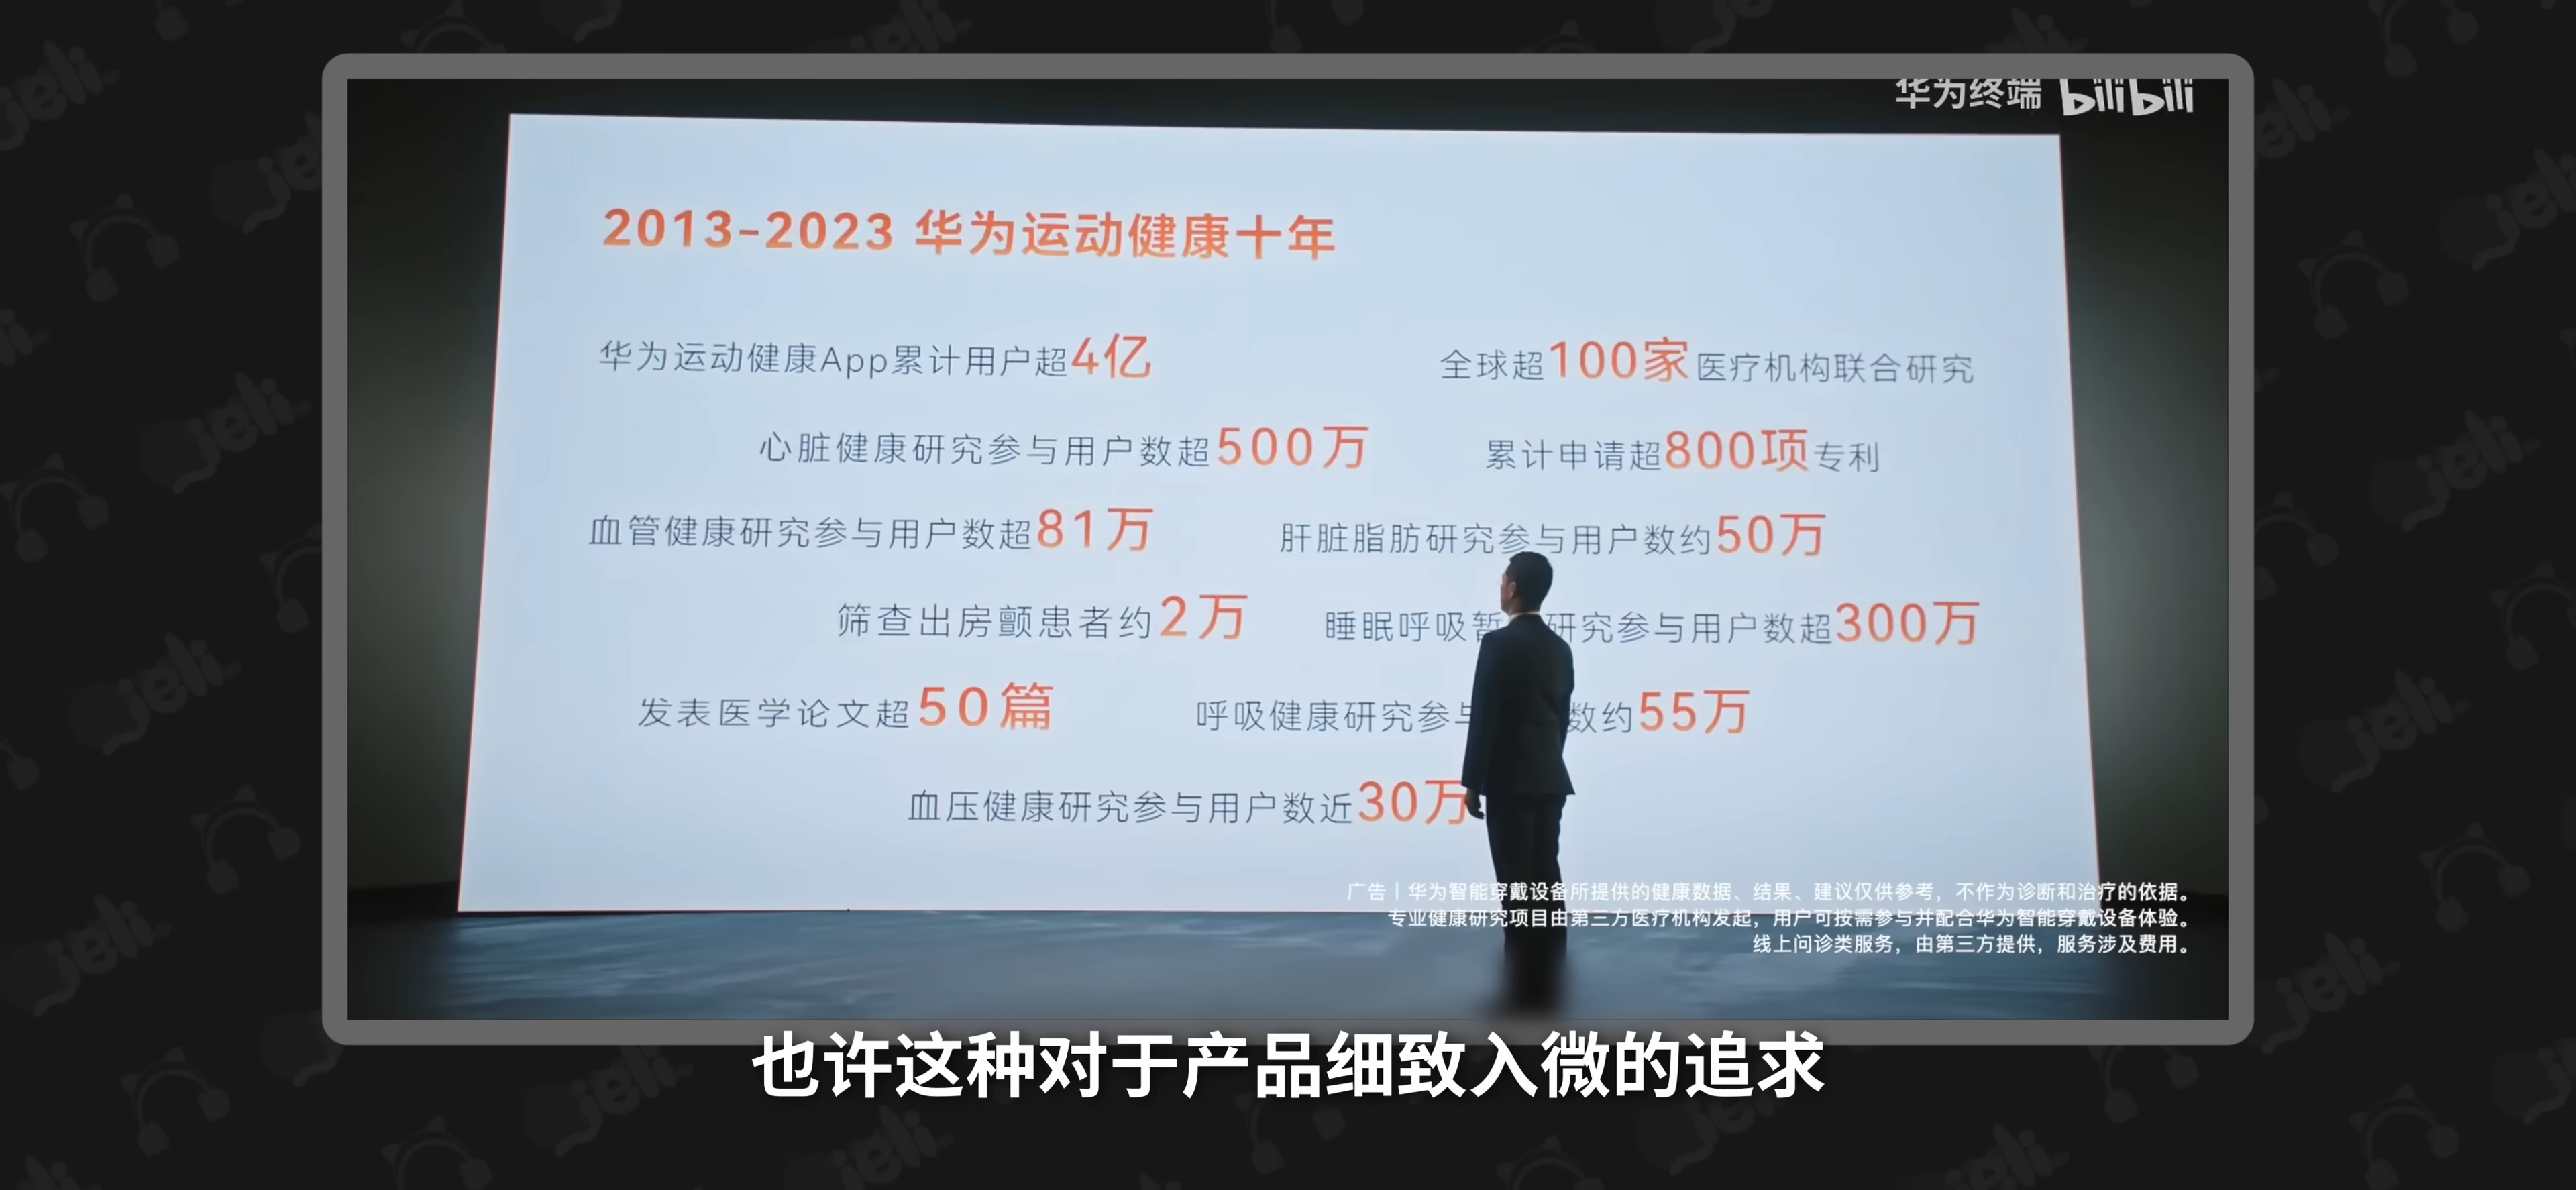 华为终端 bilibili
2013-2023 华为运动健康十年
华为运动健康App累计用户超4亿
全球超100家医疗机构联合研究
心脏健康研究参与用户数超500万
累计申请超800项专利
血管健康研究参与用户数超81万
肝脏脂肪研究参与用户数约50万
筛查出房颤患者约2万
睡眠呼吸暂 研究参与用户数超300万
发表医学论文超50篇
呼吸健康研究参与 数约55万
血压健康研究参与用户数近30万
广告丨华为智能穿戴设备所提供的健康数据、结果、建议仅供参考，不作为诊断和治疗的依据。
专业健康研究项目由第三方医疗机构发起，用户可按需参与并配合华为智能穿戴设备体验。
线上问诊类服务，由第三方提供，服务涉及费用。
也许这种对于产品细致入微的追求